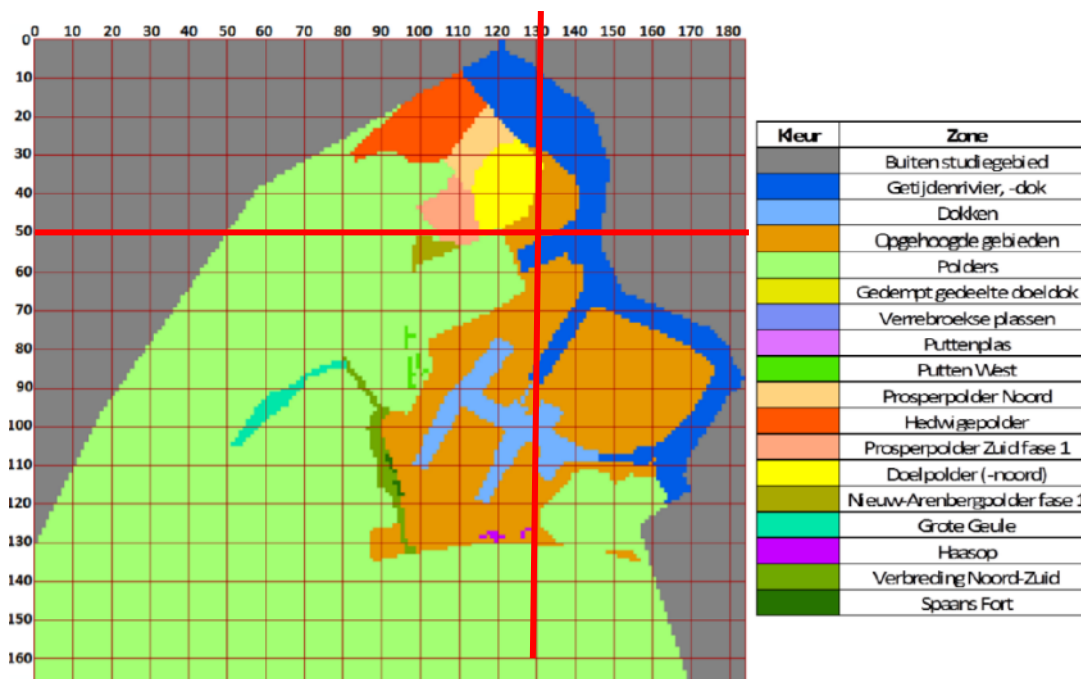 0 10 20 30 40 50 60 70 80 90 100 110 120 130 140 150 160 170 180
0
10
20
30
40
50
60
70
80
90
100
110
120
130
140
150
160
Kleur Zone
Buiten studiegebied
Getijdenrivier, -dok
Dokken
Opgehoogde gebieden
Polders
Gedempt gedeelte doeldok
Verrebroekse plassen
Puttenplas
Putten West
Prosperpolder Noord
Hedwigepolder
Prosperpolder Zuid fase 1
Doelpolder (-noord)
Nieuw-Arenbergpolder fase 1
Grote Geule
Haasop
Verbreding Noord-Zuid
Spaans Fort